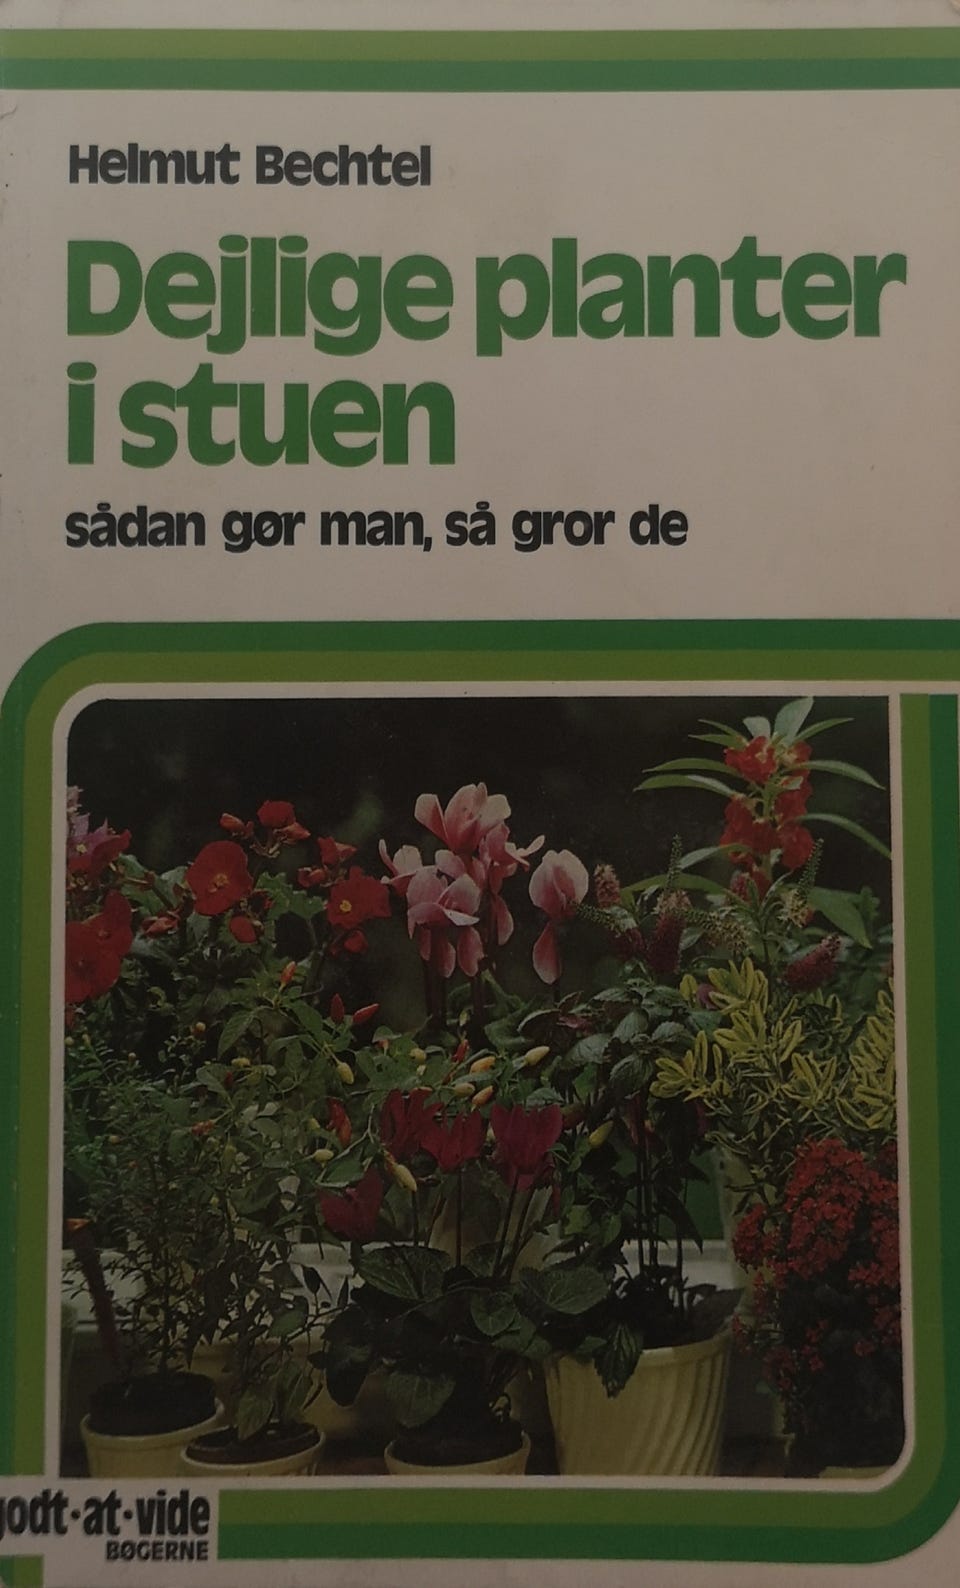 Helmut Bechtel
Dejlige planter
i stuen
sådan gør man, så gror de
godt·at·vide
BØGERNE